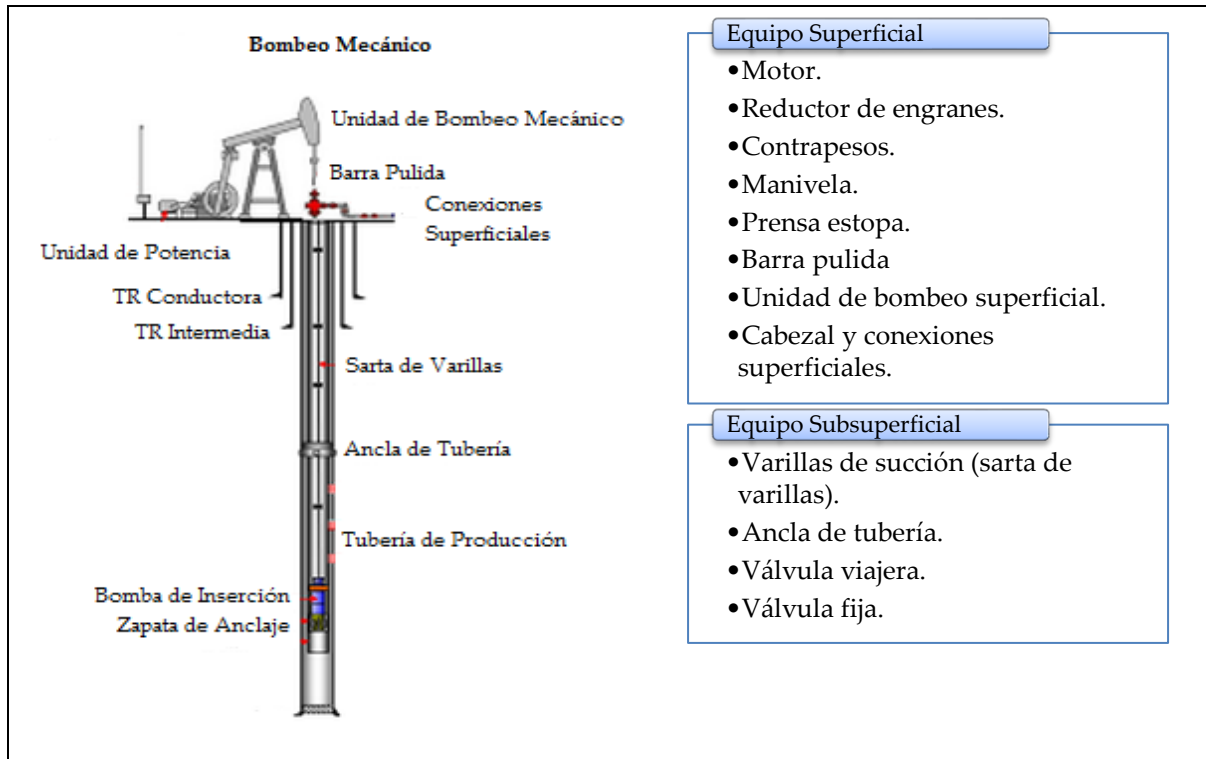 Bombeo Mecánico
Unidad de Bombeo Mecánico
Barra Pulida
Conexiones
Superficiales
Unidad de Potencia
TR Conductora
TR Intermedia
Sarta de Varillas
Ancla de Tubería
Tubería de Producción
Bomba de Inserción
Zapata de Anclaje
Equipo Superficial
•Motor.
•Reductor de engranes.
•Contrapesos.
•Manivela.
•Prensa estopa.
•Barra pulida
•Unidad de bombeo superficial.
•Cabezal y conexiones
superficiales.
Equipo Subsuperficial
•Varillas de succión (sarta de
varillas).
•Ancla de tubería.
•Válvula viajera.
•Válvula fija.